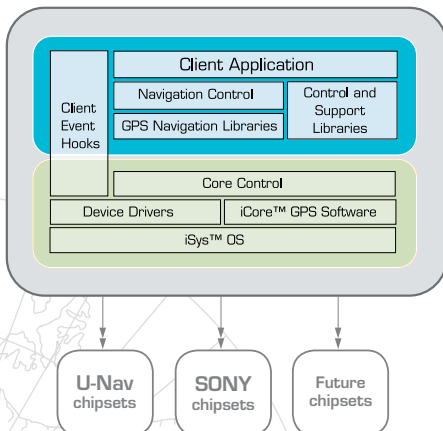 Client Application
Client
Event
Hooks
Navigation Control
GPS Navigation Libraries
Control and
Support
Libraries
Core Control
Device Drivers
iCore™ GPS Software
iSys™ OS
U-Nav
chipsets
SONY
chipsets
Future
chipsets